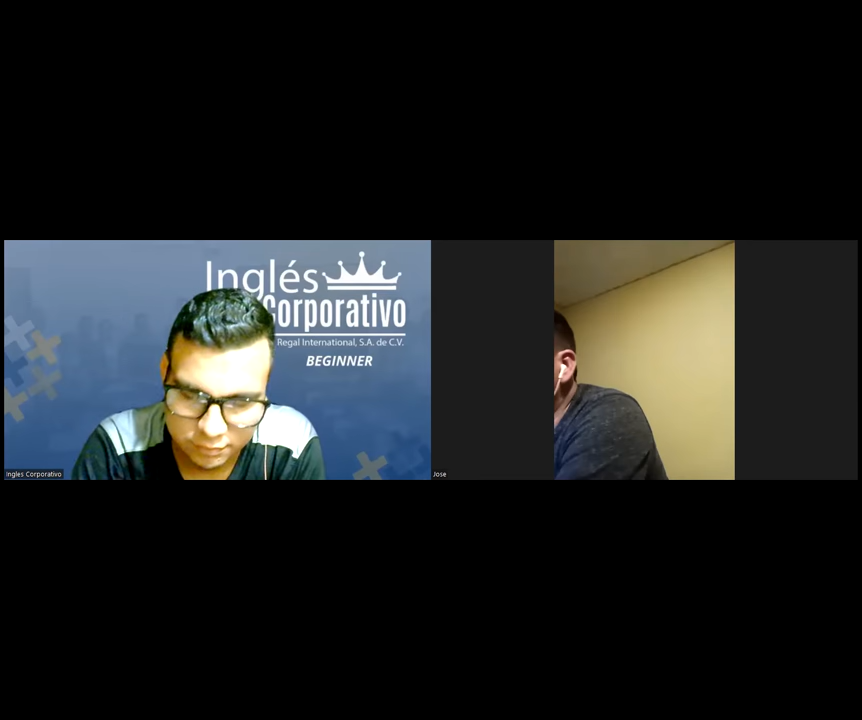 Inglés
Corporativo
Regal International, S.A. de C.V.
BEGINNER
Ingles Corporativo
Jose